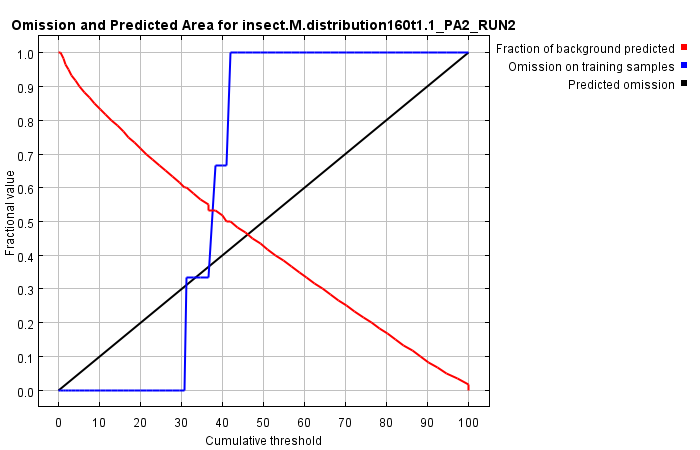 Omission and Predicted Area for insect.M.distribution160t1.1_PA2_RUN2
Fraction of background predicted
Omission on training samples
Predicted omission
1.0
0.9
0.8
0.7
0.6
0.5
0.4
0.3
0.2
0.1
0.0
Fractional value
0 10 20 30 40 50 60 70 80 90 100
Cumulative threshold